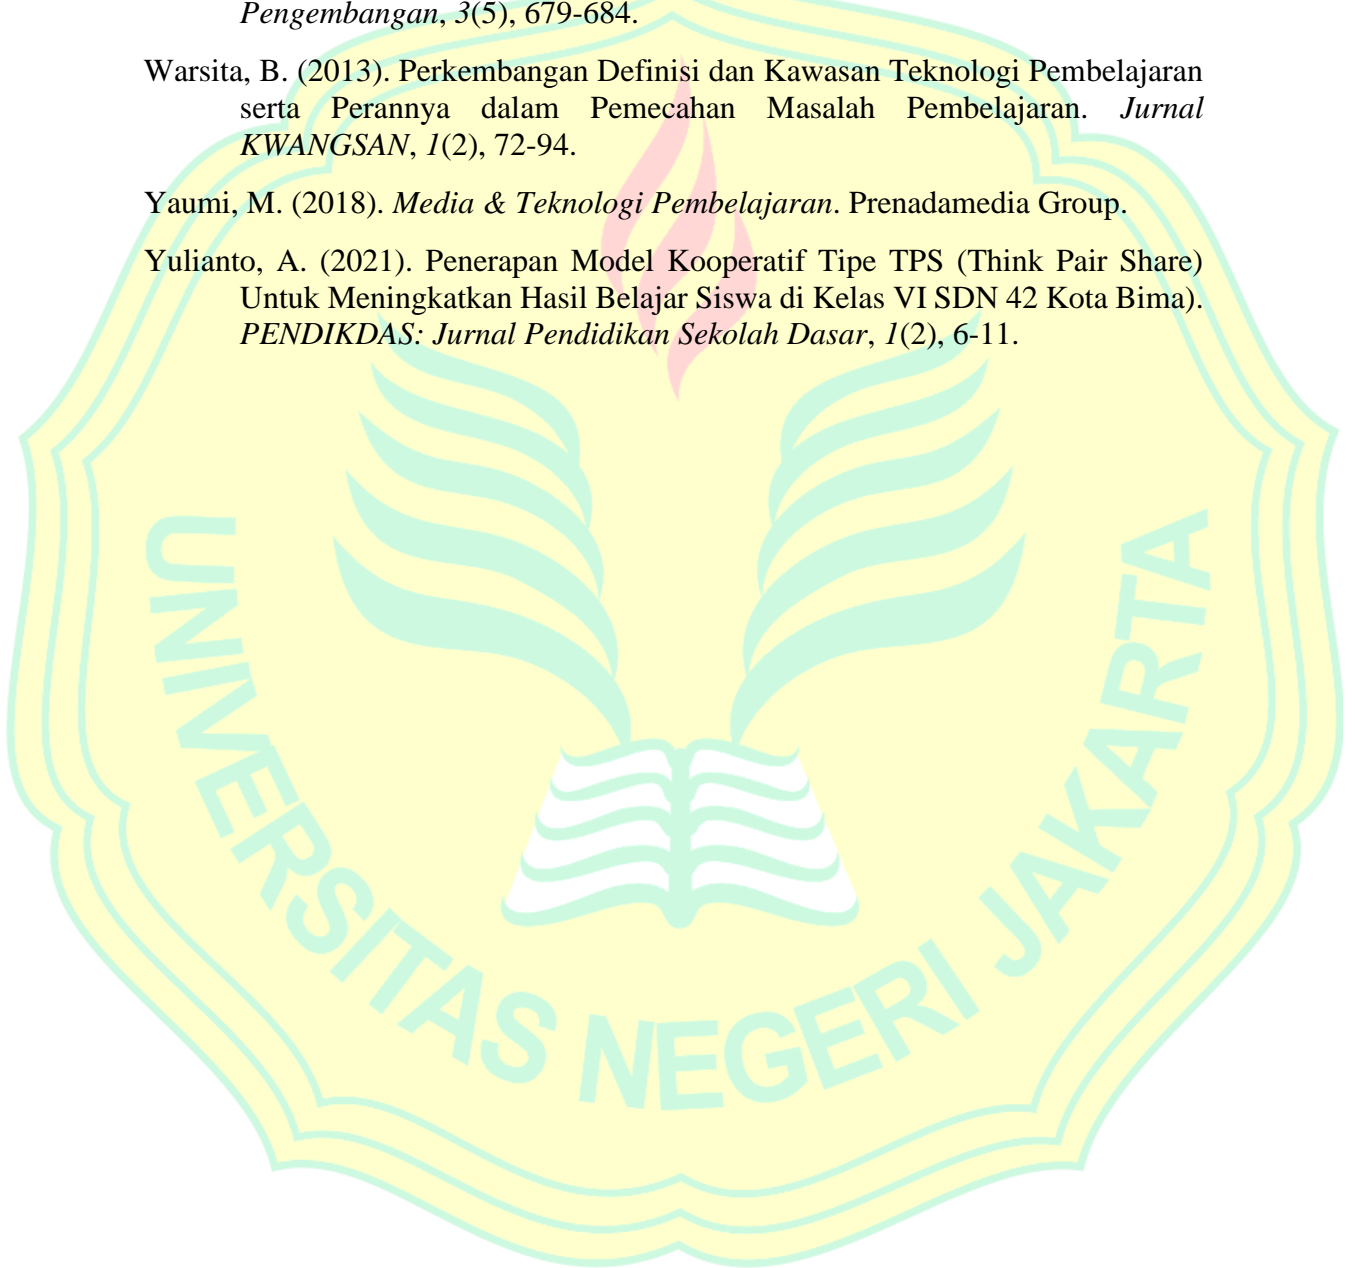 Pengembangan, 3(5), 679-684.
Warsita, B. (2013). Perkembangan Definisi dan Kawasan Teknologi Pembelajaran
serta Perannya dalam Pemecahan Masalah Pembelajaran. Jurnal
KWANGSAN, 1(2), 72-94.
Yaumi, M. (2018). Media & Teknologi Pembelajaran. Prenadamedia Group.
Yulianto, A. (2021). Penerapan Model Kooperatif Tipe TPS (Think Pair Share)
Untuk Meningkatkan Hasil Belajar Siswa di Kelas VI SDN 42 Kota Bima).
PENDIKDAS: Jurnal Pendidikan Sekolah Dasar, 1(2), 6-11.
UNIVERSITAS NEGERI JAKARTA